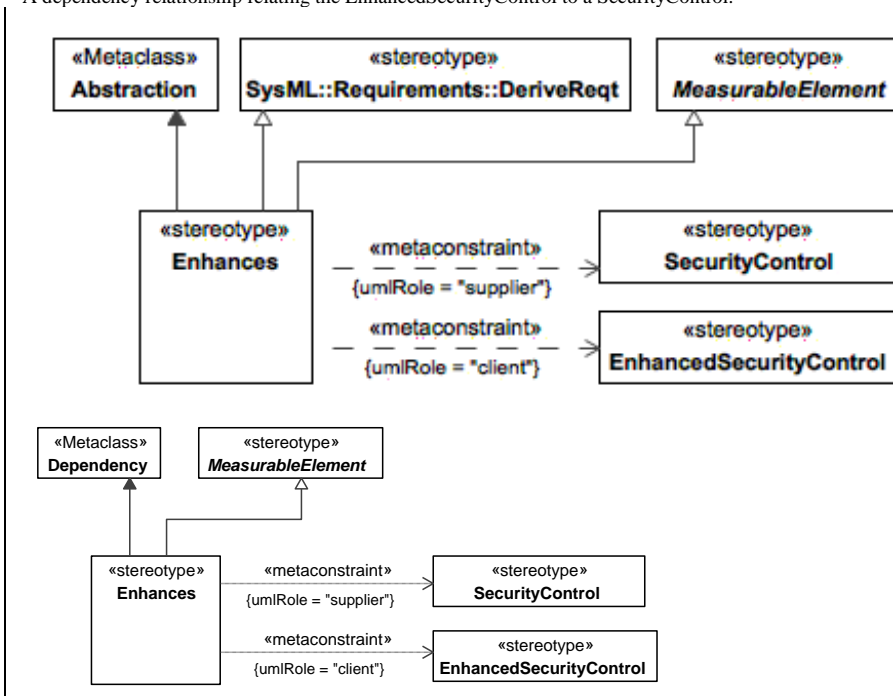 A dependency relationship relating the EnhancedSecurityControl to a SecurityControl.
«Metaclass»
Abstraction
«stereotype»
SysML::Requirements::DeriveReqt
«stereotype»
MeasurableElement
«stereotype»
Enhances
«metaconstraint»
{umlRole = "supplier"}
«stereotype»
SecurityControl
«metaconstraint»
{umlRole = "client"}
«stereotype»
EnhancedSecurityControl
«Metaclass»
Dependency
«stereotype»
MeasurableElement
«stereotype»
Enhances
«metaconstraint»
{umlRole = "supplier"}
«stereotype»
SecurityControl
«metaconstraint»
{umlRole = "client"}
«stereotype»
EnhancedSecurityControl